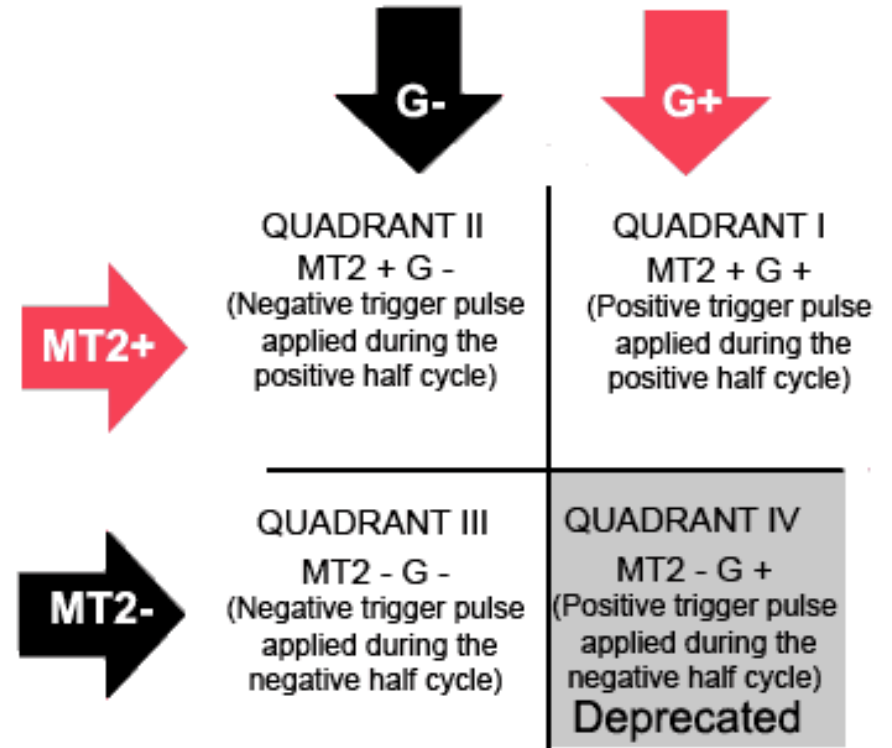 G-
G+
QUADRANT II
MT2 + G -
(Negative trigger pulse
applied during the
positive half cycle)
QUADRANT I
MT2 + G +
(Positive trigger pulse
applied during the
positive half cycle)
MT2+
QUADRANT III
MT2 - G -
(Negative trigger pulse
applied during the
negative half cycle)
QUADRANT IV
MT2 - G +
(Positive trigger pulse
applied during the
negative half cycle)
Deprecated
MT2-